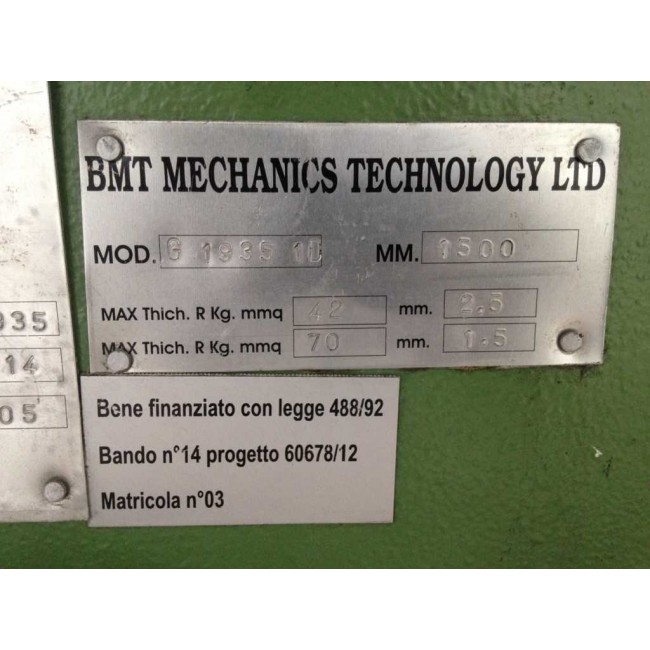 BMT MECHANICS TECHNOLOGY LTD
MOD. G 1935 1D MM. 1500
MAX Thich. R Kg. mmq 42 mm. 2.5
MAX Thich. R Kg. mmq 70 mm. 1.5
935
14
05
Bene finanziato con legge 488/92
Bando n°14 progetto 60678/12
Matricola n°03